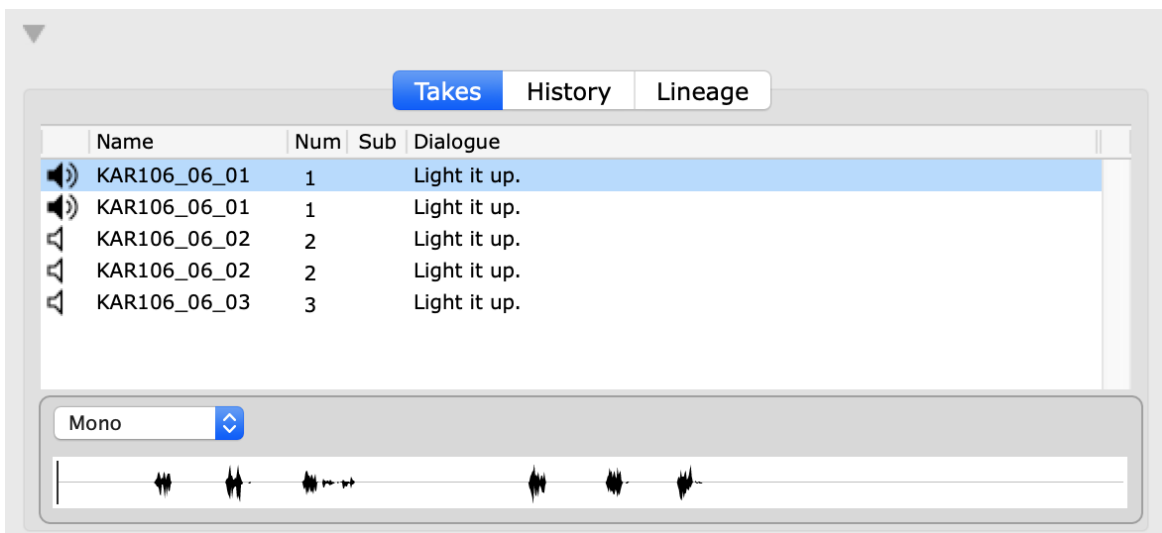 Takes History Lineage
Name Num Sub Dialogue
KAR106_06_01 1 Light it up.
KAR106_06_01 1 Light it up.
KAR106_06_02 2 Light it up.
KAR106_06_02 2 Light it up.
KAR106_06_03 3 Light it up.
Mono